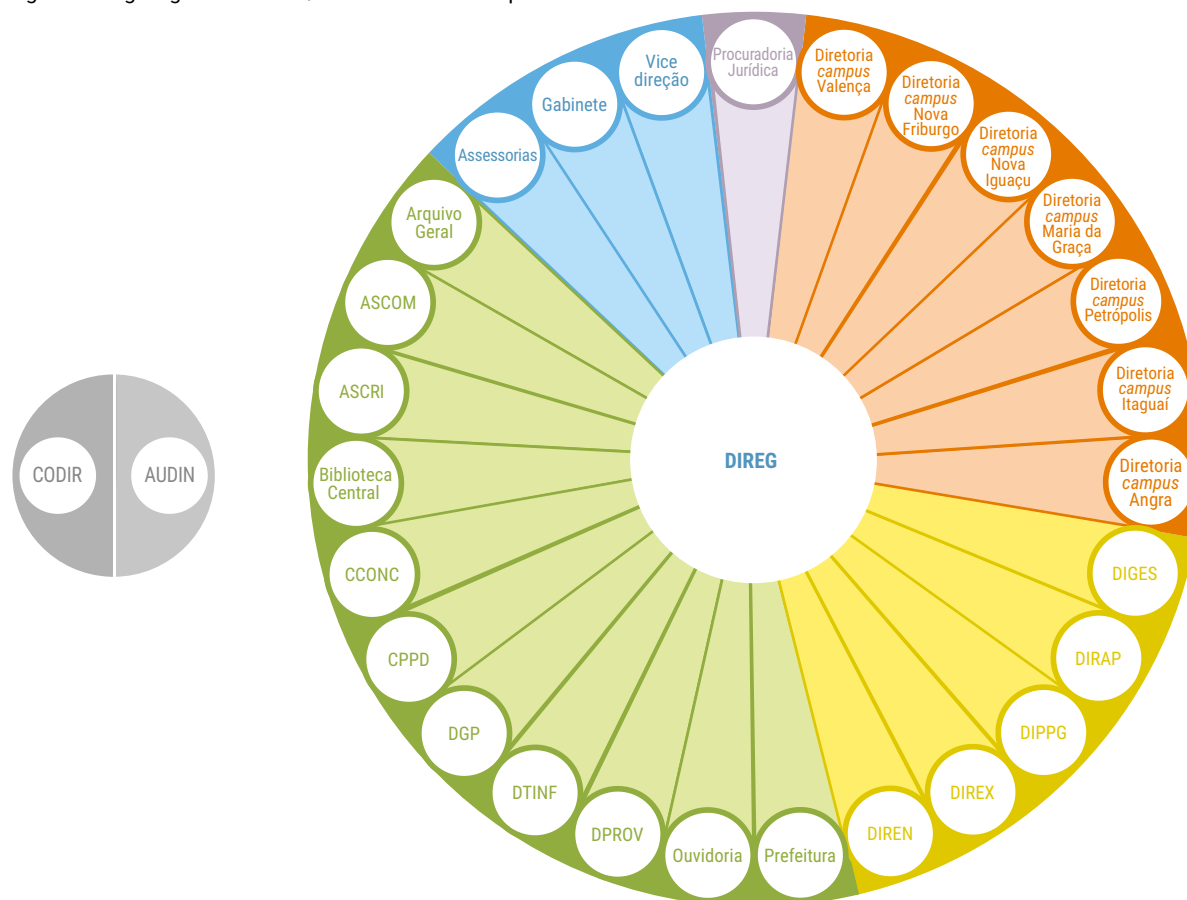 Vice
direção
Procuradoria
Jurídica
Diretoria
campus
Valença
Diretoria
campus
Nova
Friburgo
Diretoria
campus
Nova
Iguaçu
Diretoria
campus
Maria da
Graça
Diretoria
campus
Petrópolis
Diretoria
campus
Itaguaí
Diretoria
campus
Angra
Gabinete
Assessorias
Arquivo
Geral
ASCOM
ASCRI
Biblioteca
Central
CCONC
CPPD
DGP
DTINF
DPROV
Ouvidoria
Prefeitura
DIREN
DIREX
DIPPG
DIRAP
DIGES
DIREG
CODIR
AUDIN